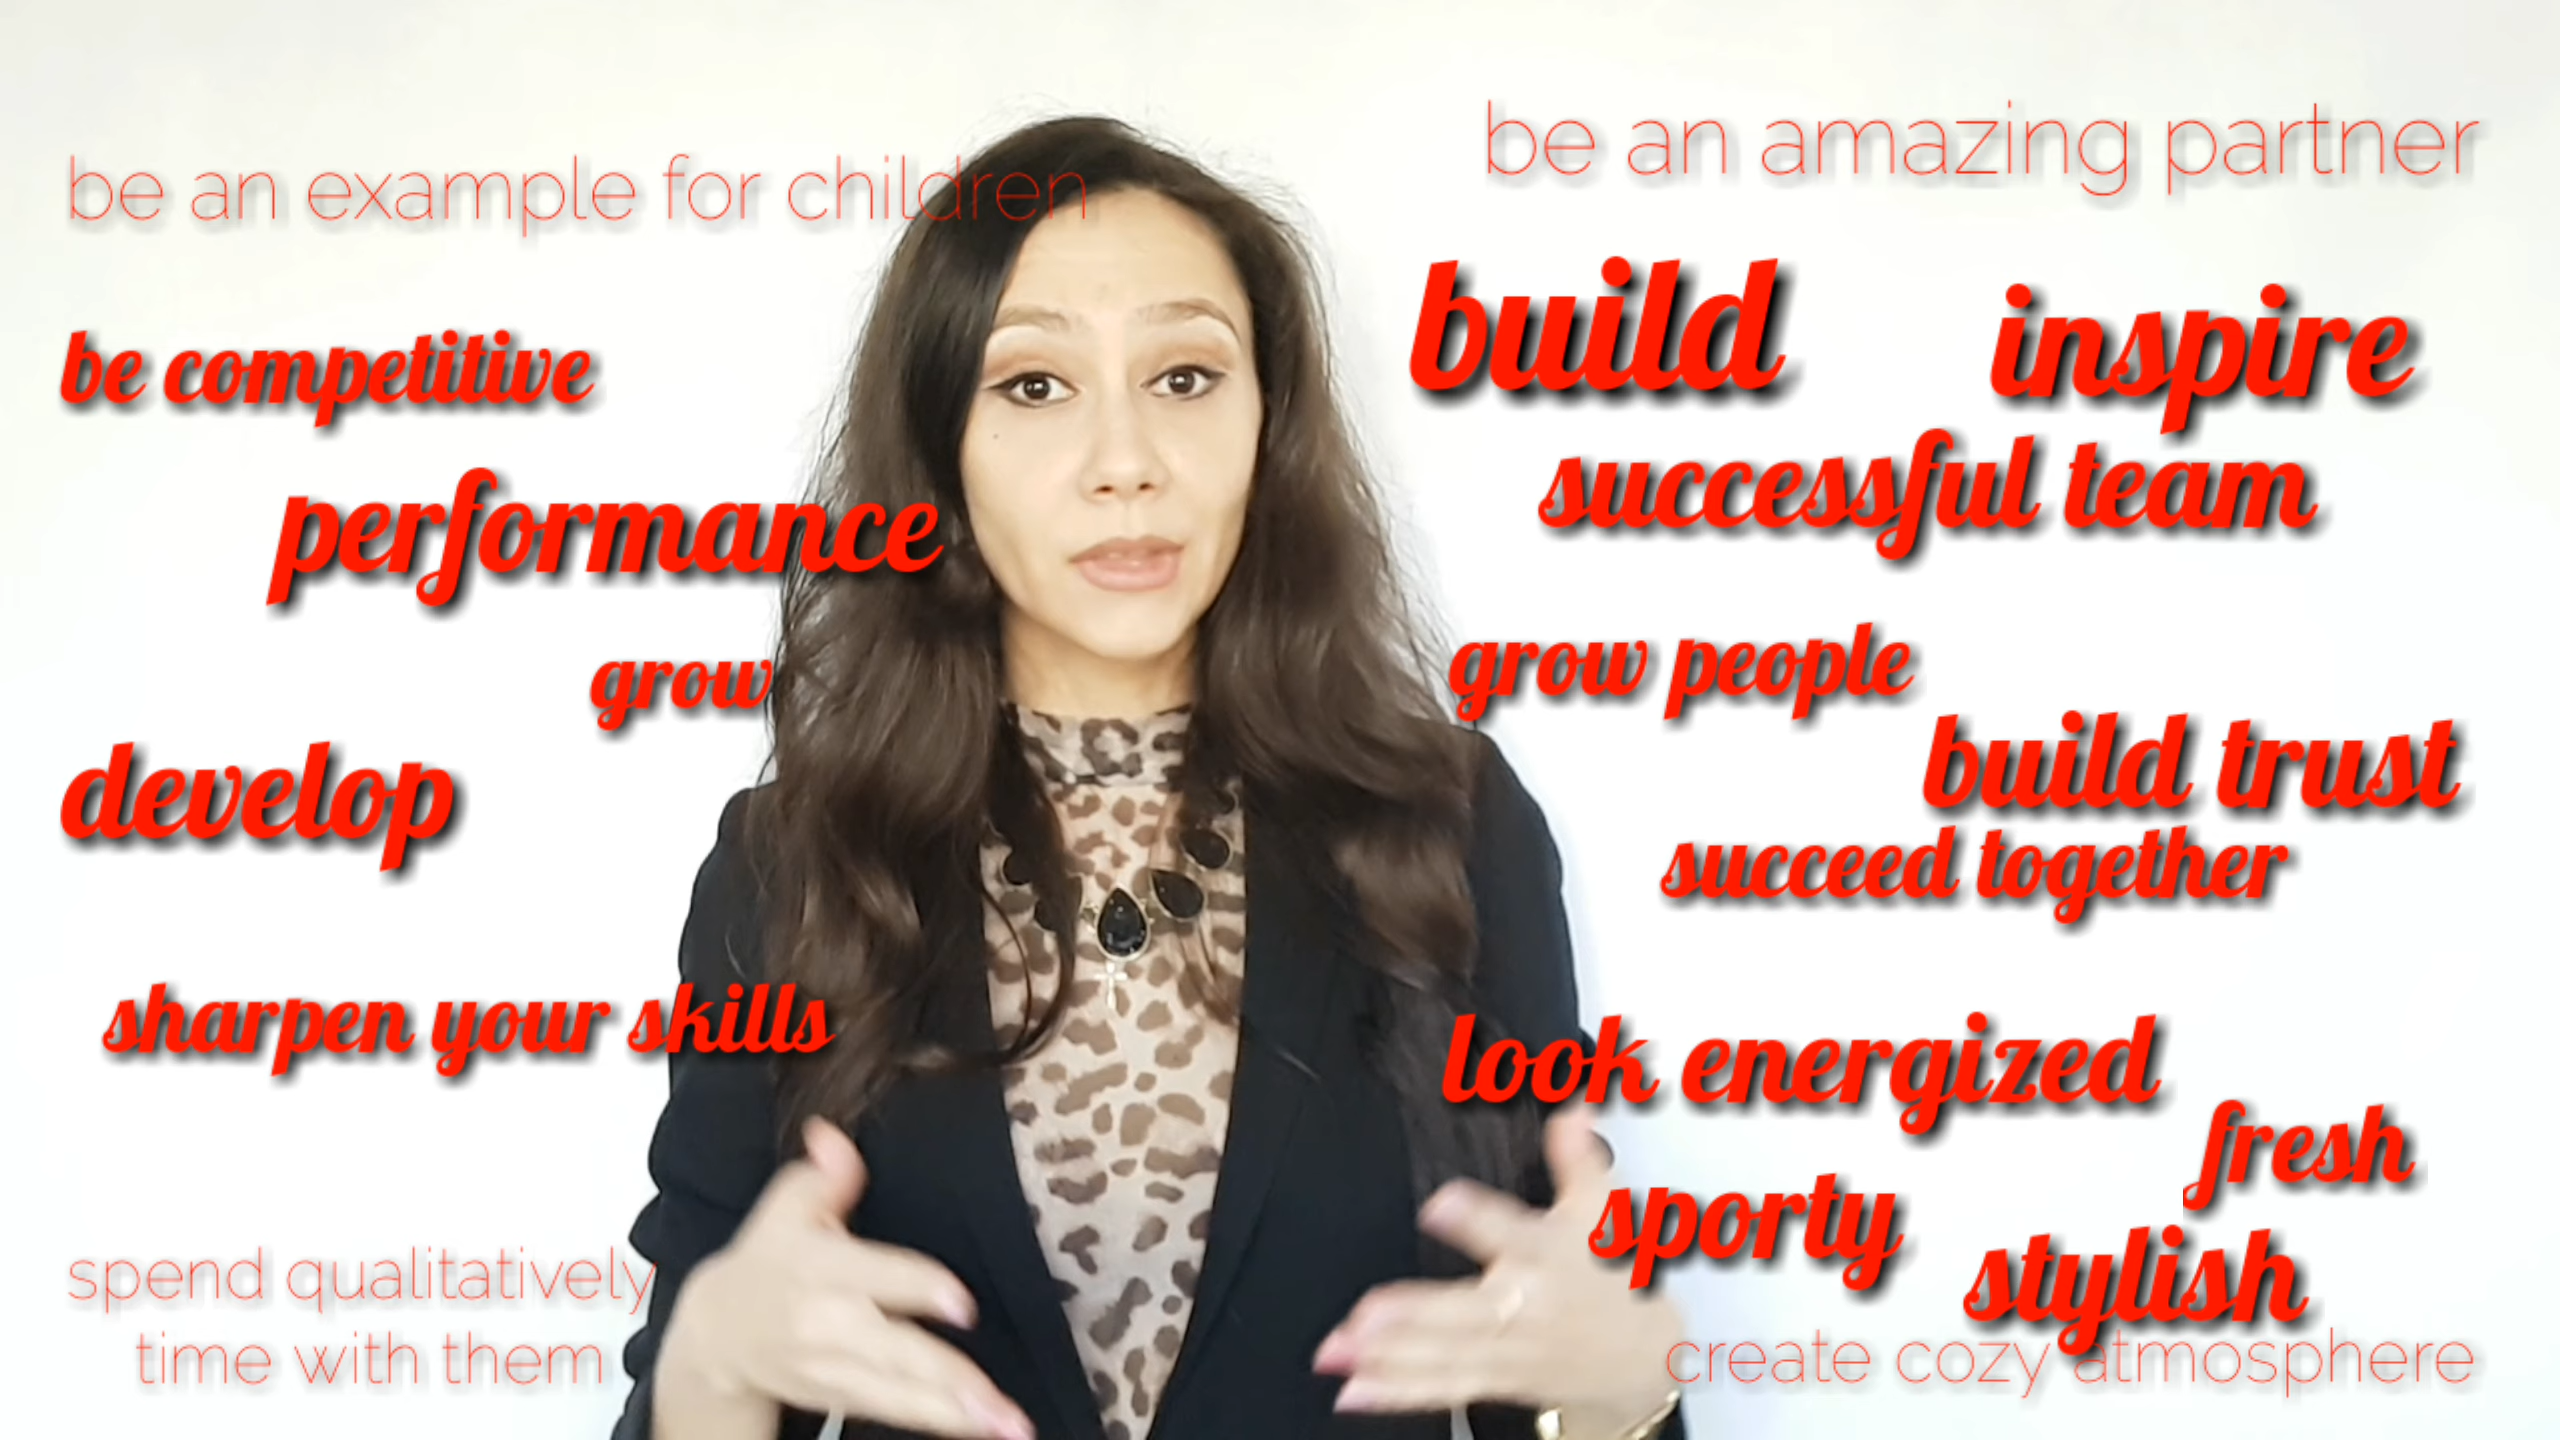 be an example for children
be an amazing partner
be competitive
build
inspire
performance
successful team
grow
grow people
develop
build trust
succeed together
sharpen your skills
look energized
fresh
sporty
stylish
spend qualitatively
time with them
create cozy atmosphere